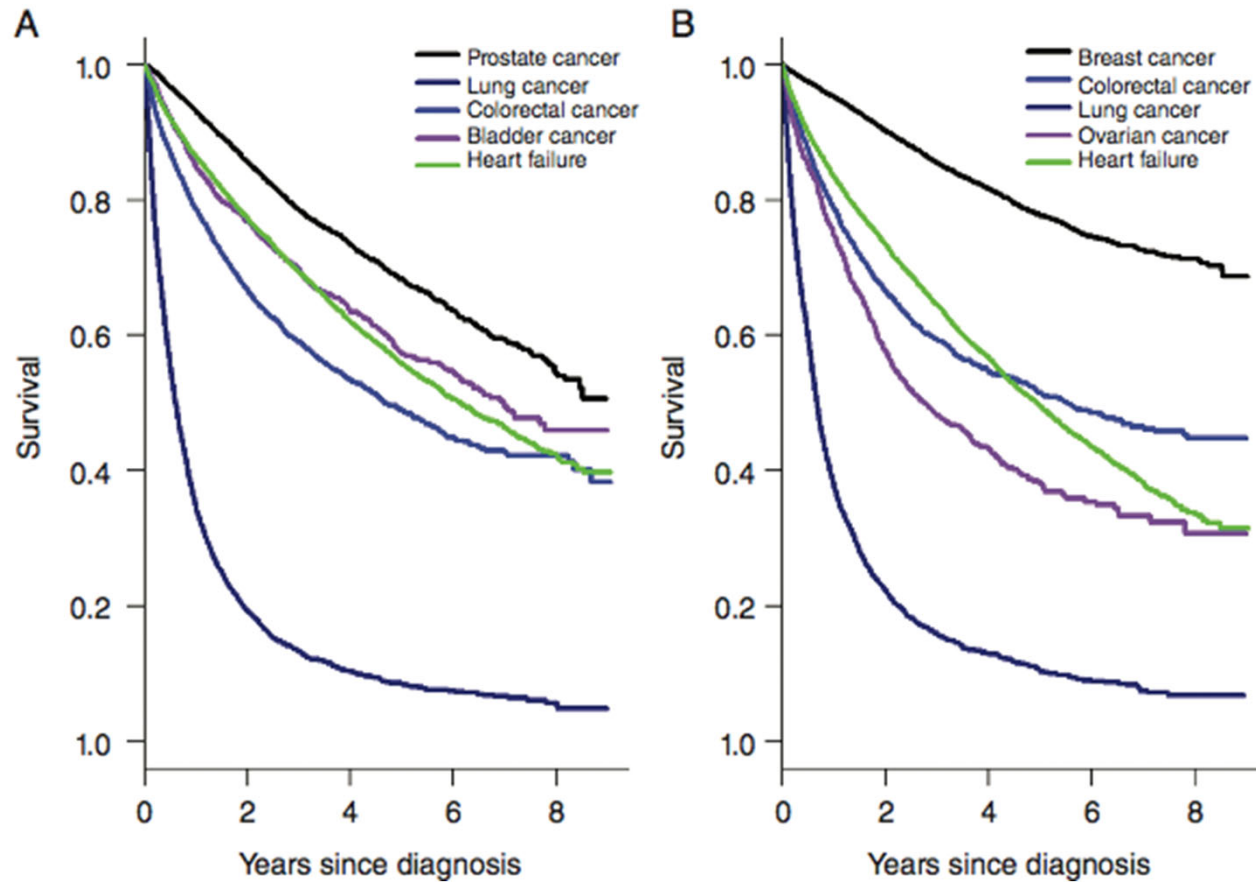 A
Prostate cancer
Lung cancer
Colorectal cancer
Bladder cancer
Heart failure
1.0
0.8
0.6
0.4
0.2
1.0
Survival
0 2 4 6 8
Years since diagnosis
B
Breast cancer
Colorectal cancer
Lung cancer
Ovarian cancer
Heart failure
1.0
0.8
0.6
0.4
0.2
1.0
Survival
0 2 4 6 8
Years since diagnosis